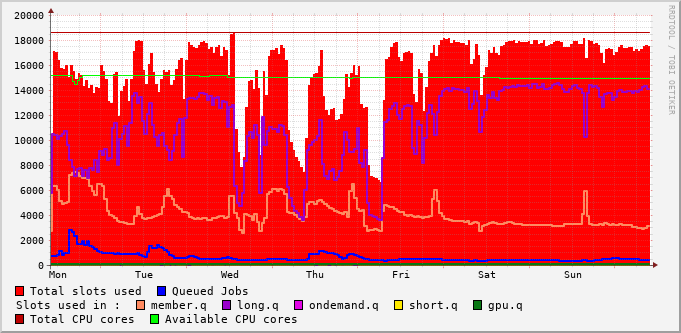 20000
18000
16000
14000
12000
10000
8000
6000
4000
2000
0
Mon Tue Wed Thu Fri Sat Sun
RRDTOOL / TOBI OETIKER
Total slots used Queued Jobs
Slots used in : member.q long.q ondemand.q short.q gpu.q
Total CPU cores Available CPU cores